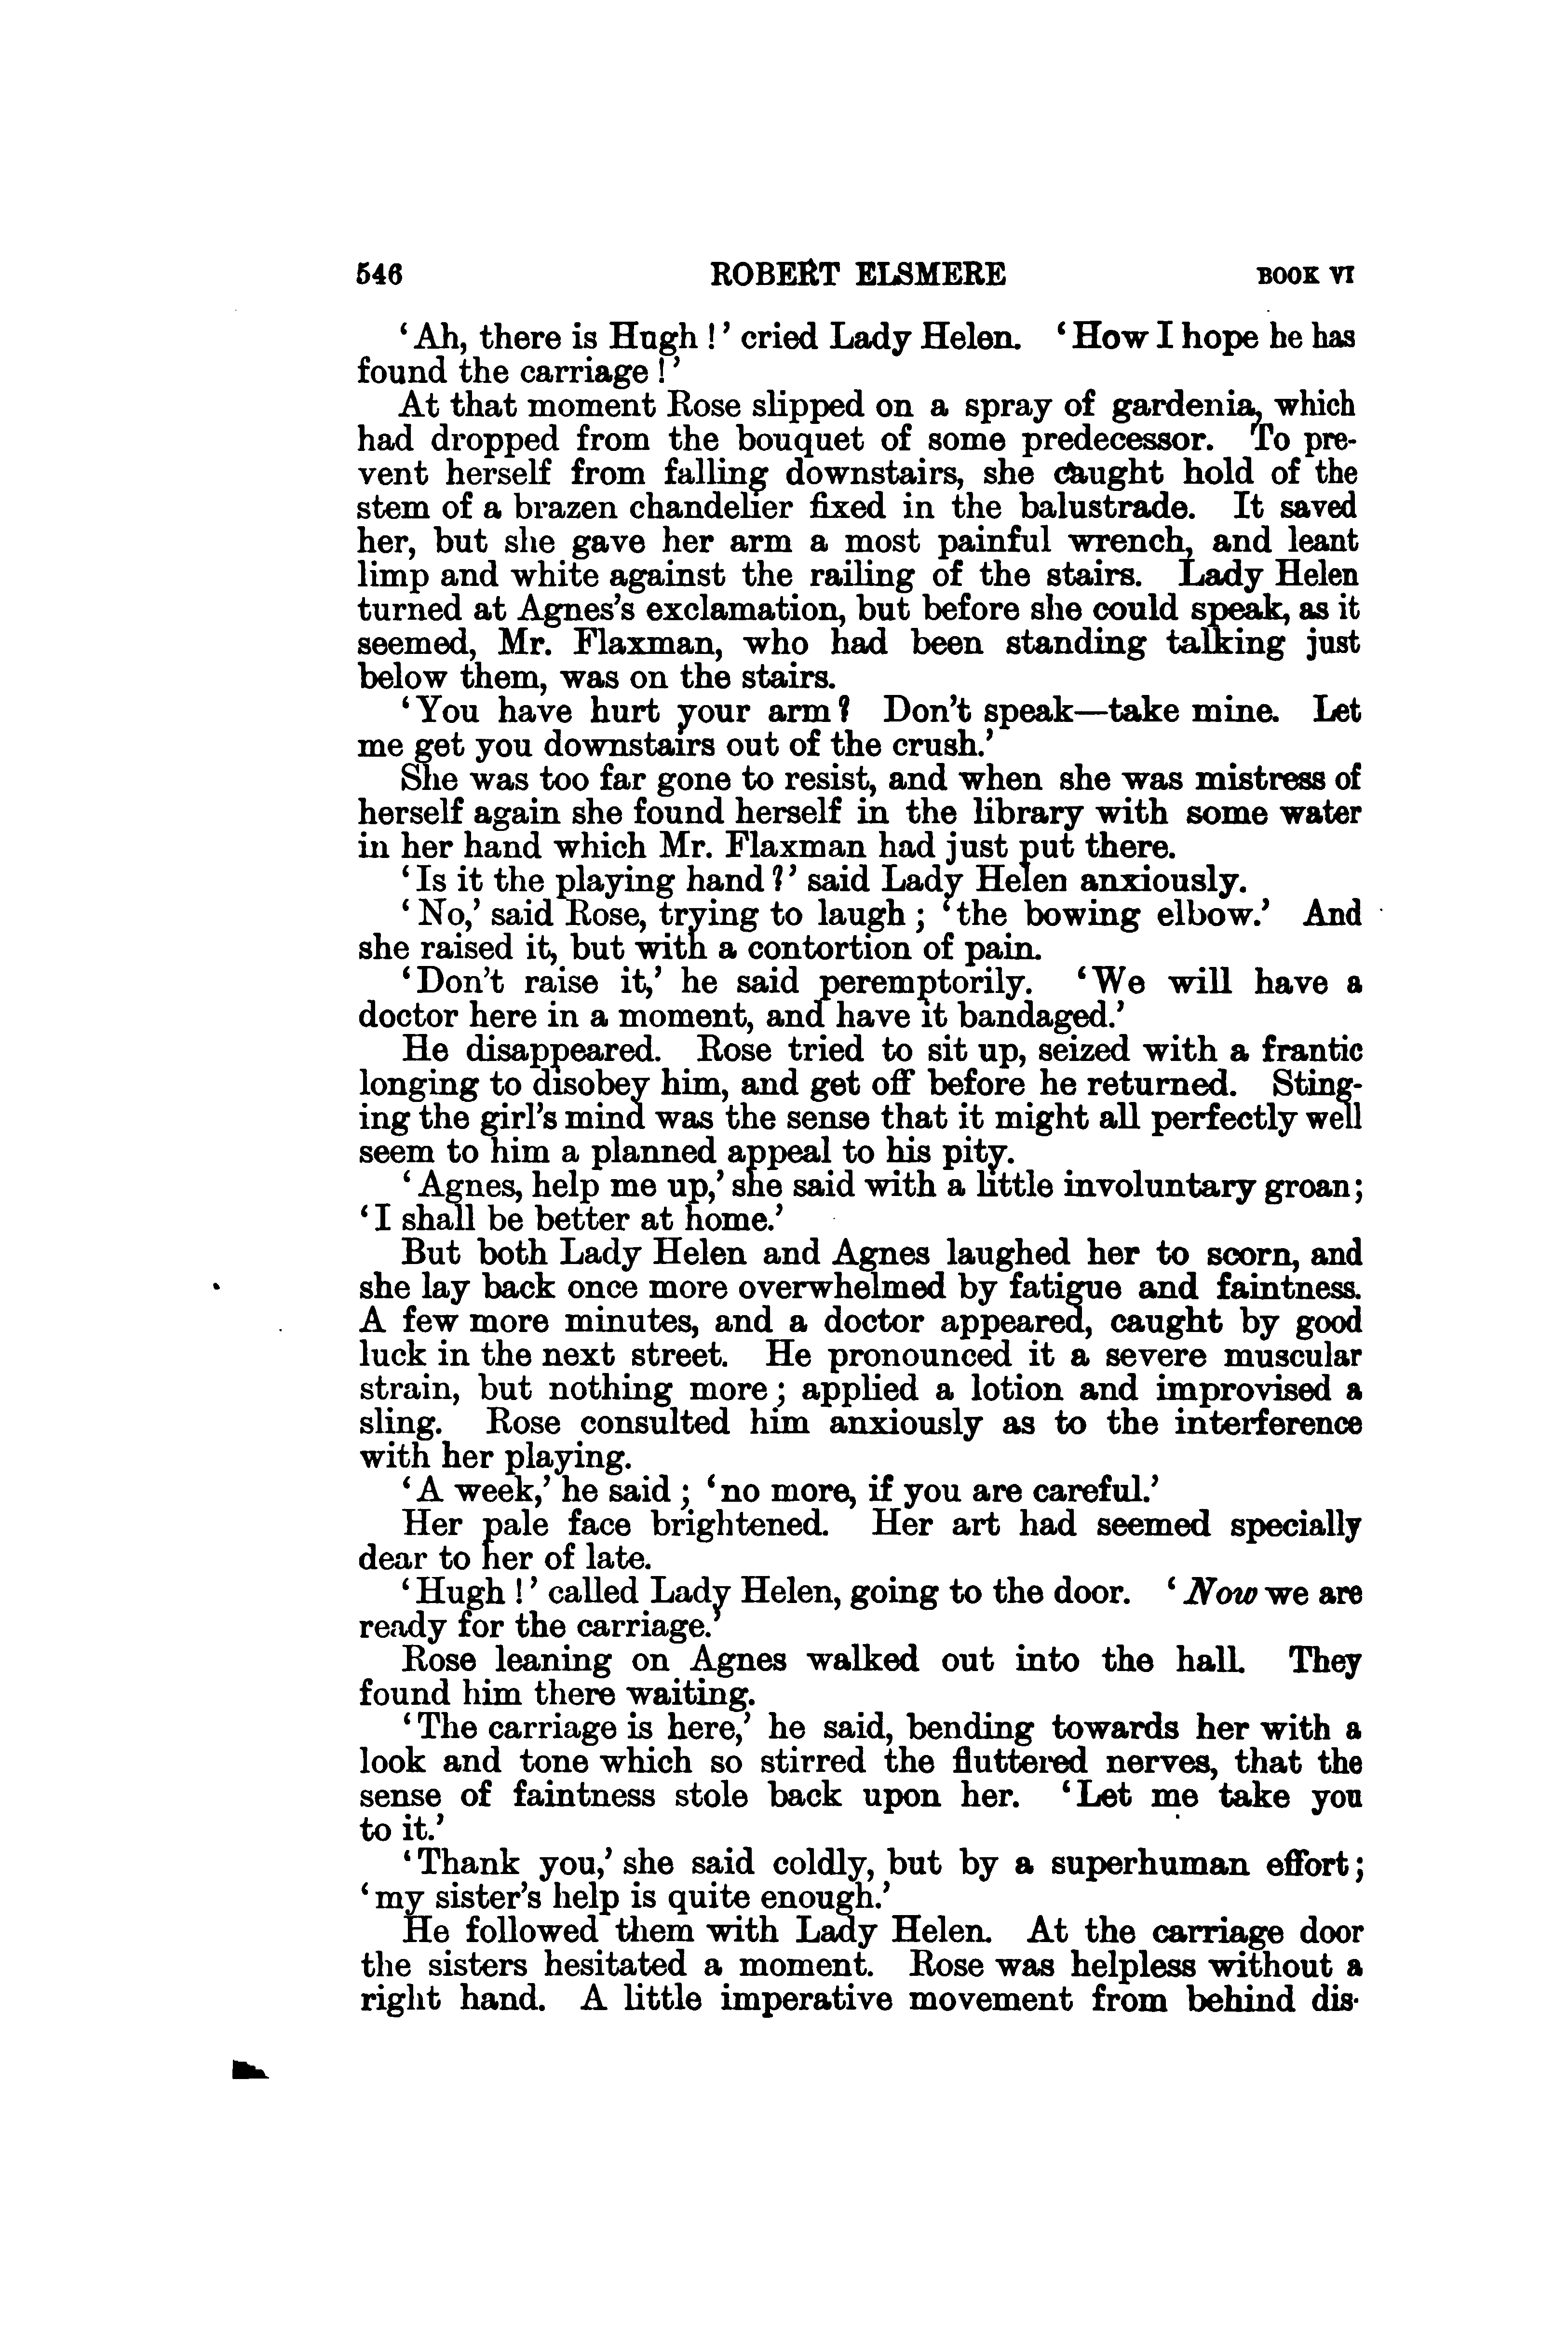 546 ROBERT ELSMERE BOOK VI
‘Ah, there is Hugh!’ cried Lady Helen. ‘How I hope he has
found the carriage!’
At that moment Rose slipped on a spray of gardenia, which
had dropped from the bouquet of some predecessor. To pre-
vent herself from falling downstairs, she caught hold of the
stem of a brazen chandelier fixed in the balustrade. It saved
her, but she gave her arm a most painful wrench, and leant
limp and white against the railing of the stairs. Lady Helen
turned at Agnes’s exclamation, but before she could speak, as it
seemed, Mr. Flaxman, who had been standing talking just
below them, was on the stairs.
‘You have hurt your arm? Don’t speak—take mine. Let
me get you downstairs out of the crush.’
She was too far gone to resist, and when she was mistress of
herself again she found herself in the library with some water
in her hand which Mr. Flaxman had just put there.
‘Is it the playing hand?’ said Lady Helen anxiously.
‘No,’ said Rose, trying to laugh; ‘the bowing elbow.’ And
she raised it, but with a contortion of pain.
‘Don’t raise it,’ he said peremptorily. ‘We will have a
doctor here in a moment, and have it bandaged.’
He disappeared. Rose tried to sit up, seized with a frantic
longing to disobey him, and get off before he returned. Sting-
ing the girl’s mind was the sense that it might all perfectly well
seem to him a planned appeal to his pity.
‘Agnes, help me up,’ she said with a little involuntary groan;
‘I shall be better at home.’
But both Lady Helen and Agnes laughed her to scorn, and
she lay back once more overwhelmed by fatigue and faintness.
A few more minutes, and a doctor appeared, caught by good
luck in the next street. He pronounced it a severe muscular
strain, but nothing more; applied a lotion and improvised a
sling. Rose consulted him anxiously as to the interference
with her playing.
‘A week,’ he said; ‘no more, if you are careful.’
Her pale face brightened. Her art had seemed specially
dear to her of late.
‘Hugh!’ called Lady Helen, going to the door. ‘Now we are
ready for the carriage.’
Rose leaning on Agnes walked out into the hall. They
found him there waiting.
‘The carriage is here,’ he said, bending towards her with a
look and tone which so stirred the fluttered nerves, that the
sense of faintness stole back upon her. ‘Let me take you
to it.’
‘Thank you,’ she said coldly, but by a superhuman effort;
‘my sister’s help is quite enough.’
He followed them with Lady Helen. At the carriage door
the sisters hesitated a moment. Rose was helpless without a
right hand. A little imperative movement from behind dis-